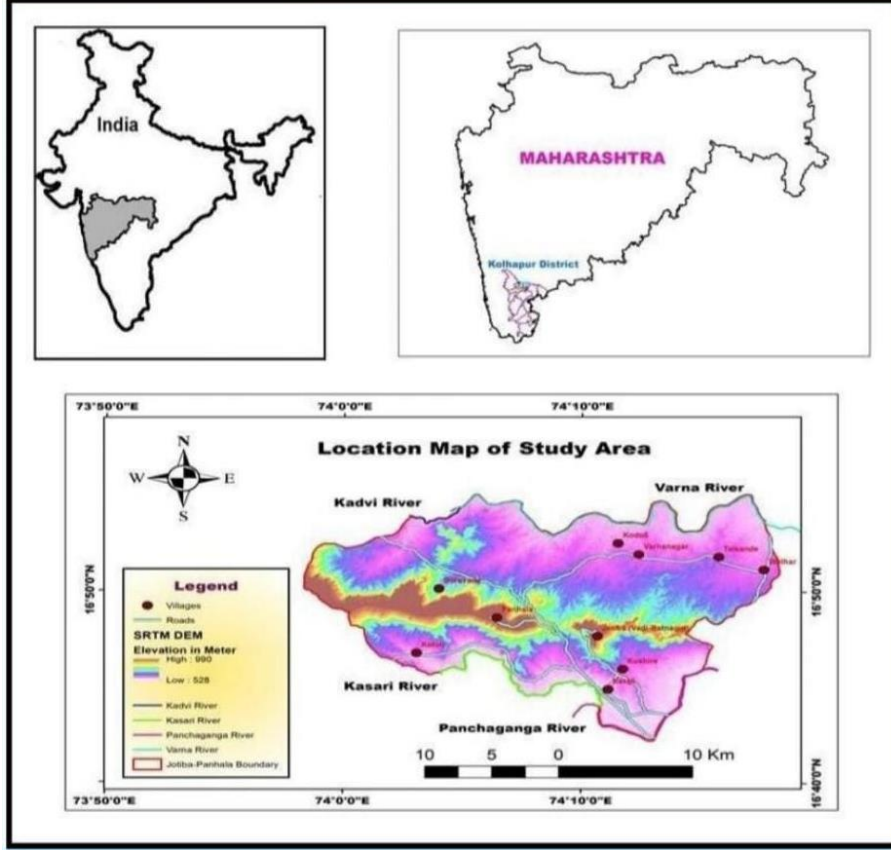 India
MAHARASHTRA
Kolhapur District
73°50'0"E 74°0'0"E 74°10'0"E
Location Map of Study Area
N
W E
S
Kadvi River
Varna River
Kodoli
Varnanagar
Talsande
Panhala
Kushire
16°50'0"N
16°50'0"N
Legend
Villages
Roads
SRTM DEM
Elevation in Meter
High : 990
Low : 528
Kadvi River
Kasari River
Panchaganga River
Varna River
Jotiba-Panhala Boundary
Kasari River
Panchaganga River
10 5 0 10 Km
16°40'0"N
73°50'0"E 74°0'0"E 74°10'0"E